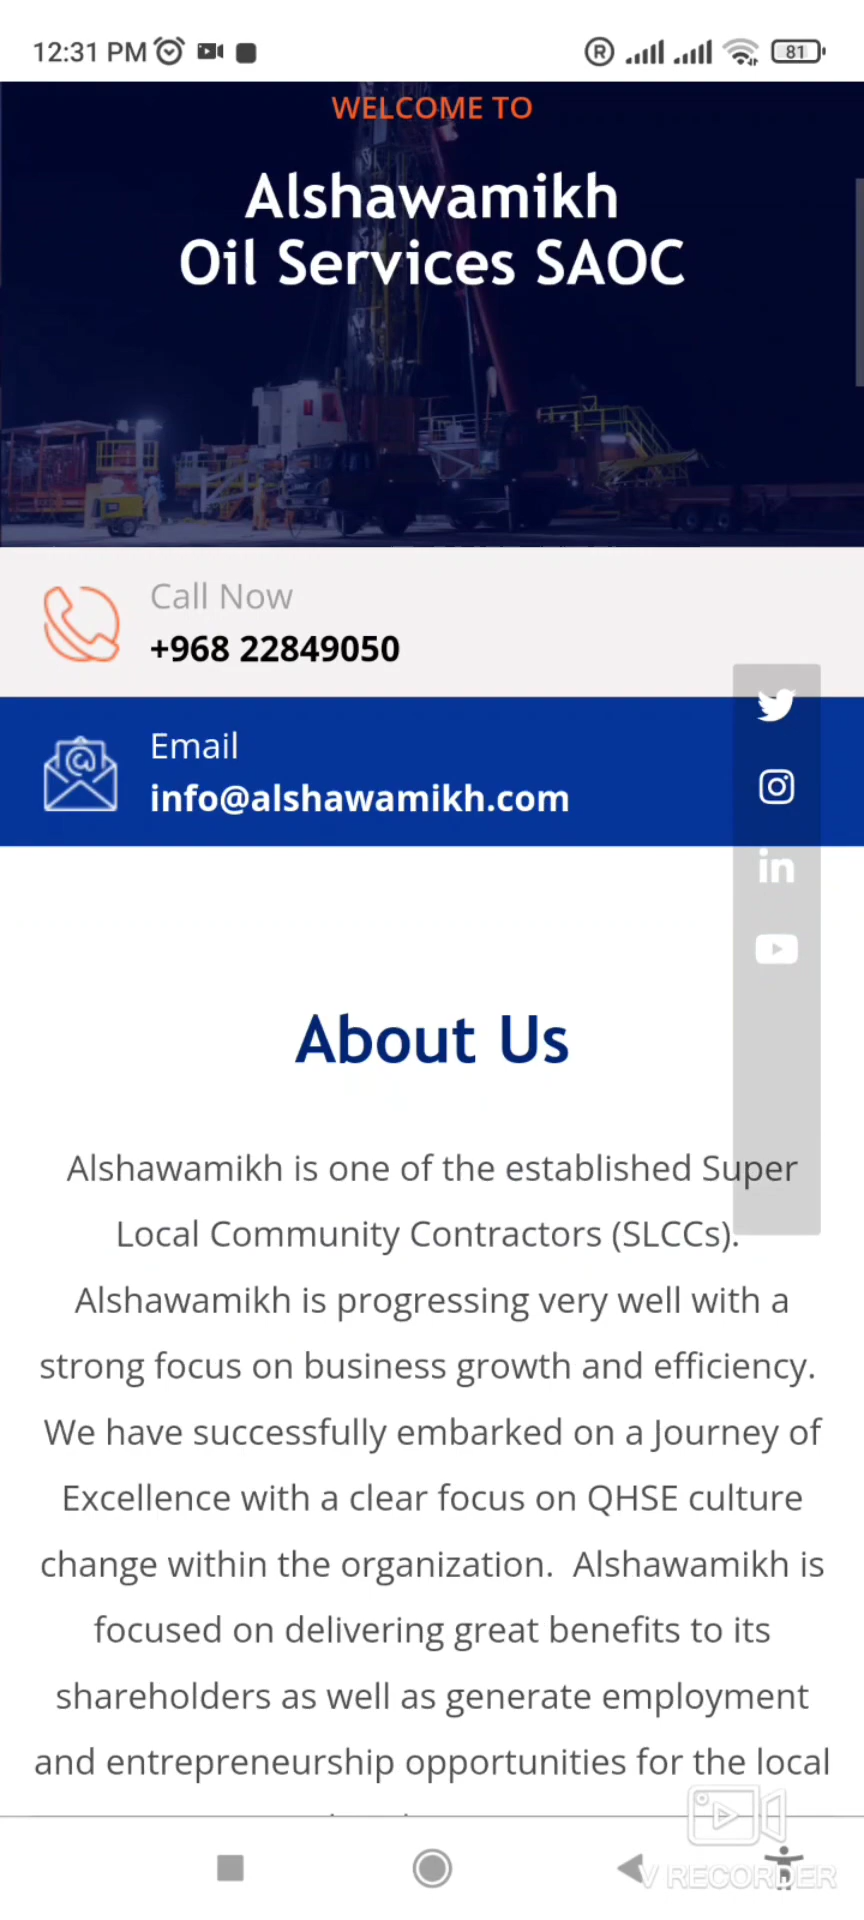 12:31 PM
81
WELCOME TO
Alshawamikh
Oil Services SAOC
Call Now
+968 22849050
Email
info@alshawamikh.com
in
About Us
Alshawamikh is one of the established Super
Local Community Contractors (SLCCs).
Alshawamikh is progressing very well with a
strong focus on business growth and efficiency.
We have successfully embarked on a Journey of
Excellence with a clear focus on QHSE culture
change within the organization. Alshawamikh is
focused on delivering great benefits to its
shareholders as well as generate employment
and entrepreneurship opportunities for the local
V RECORDER